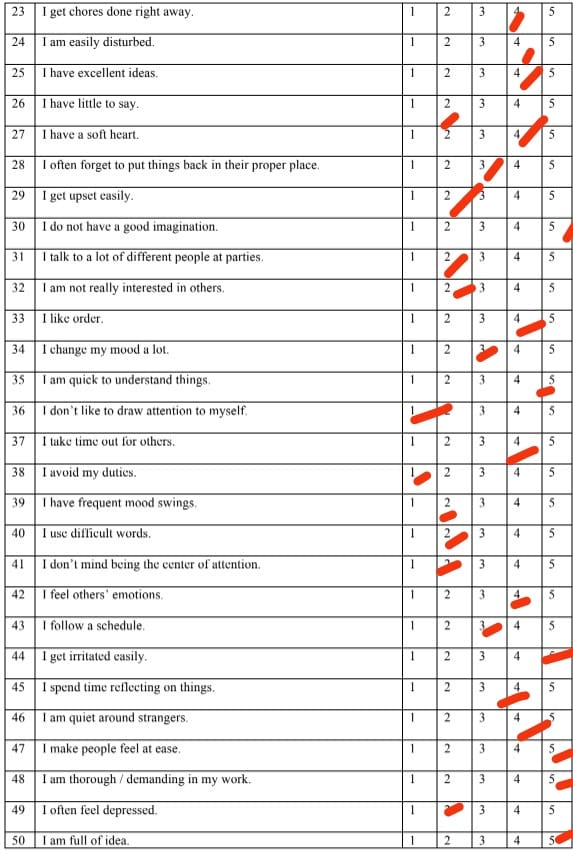 23 I get chores done right away. 1 2 3 4 5
24 I am easily disturbed. 1 2 3 4 5
25 I have excellent ideas. 1 2 3 4 5
26 I have little to say. 1 2 3 4 5
27 I have a soft heart. 1 2 3 4 5
28 I often forget to put things back in their proper place. 1 2 3 4 5
29 I get upset easily. 1 2 3 4 5
30 I do not have a good imagination. 1 2 3 4 5
31 I talk to a lot of different people at parties. 1 2 3 4 5
32 I am not really interested in others. 1 2 3 4 5
33 I like order. 1 2 3 4 5
34 I change my mood a lot. 1 2 3 4 5
35 I am quick to understand things. 1 2 3 4 5
36 I don't like to draw attention to myself. 1 2 3 4 5
37 I take time out for others. 1 2 3 4 5
38 I avoid my duties. 1 2 3 4 5
39 I have frequent mood swings. 1 2 3 4 5
40 I use difficult words. 1 2 3 4 5
41 I don't mind being the center of attention. 1 2 3 4 5
42 I feel others' emotions. 1 2 3 4 5
43 I follow a schedule. 1 2 3 4 5
44 I get irritated easily. 1 2 3 4 5
45 I spend time reflecting on things. 1 2 3 4 5
46 I am quiet around strangers. 1 2 3 4 5
47 I make people feel at ease. 1 2 3 4 5
48 I am thorough / demanding in my work. 1 2 3 4 5
49 I often feel depressed. 1 2 3 4 5
50 I am full of idea. 1 2 3 4 5